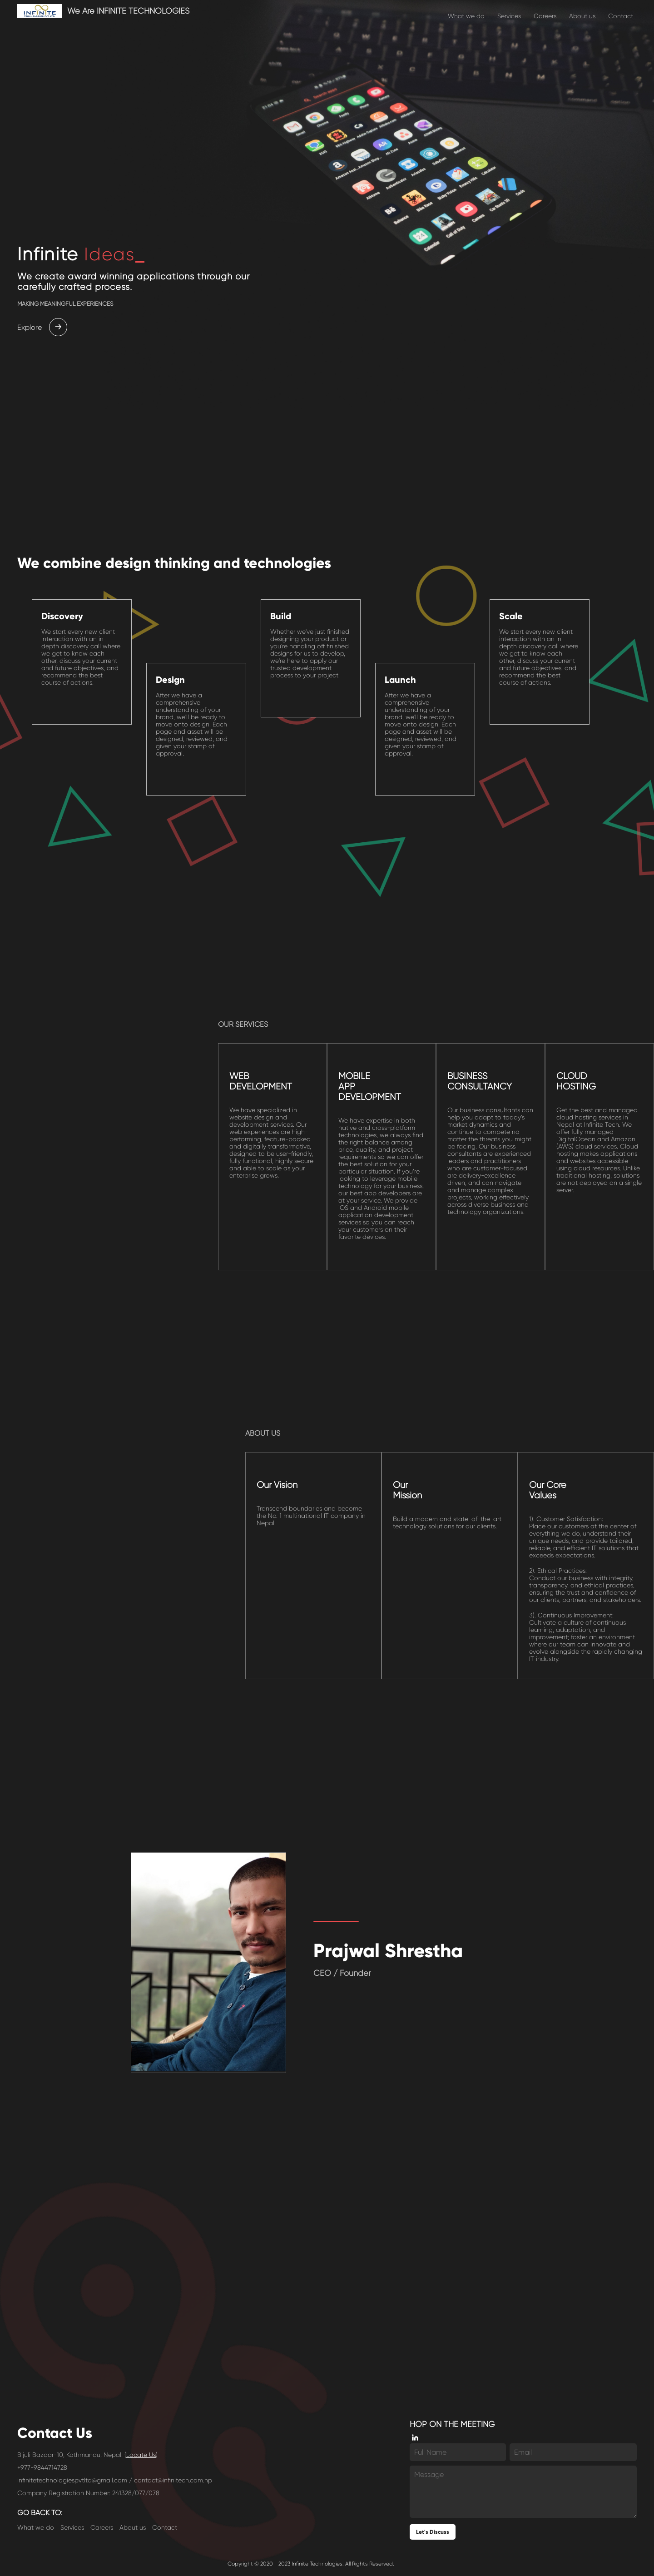 INFINITE
We Are INFINITE TECHNOLOGIES
What we do
Services
Careers
About us
Contact
Infinite Ideas_
We create award winning applications through our
carefully crafted process.
MAKING MEANINGFUL EXPERIENCES
Explore
We combine design thinking and technologies
Discovery
We start every new client
interaction with an in-
depth discovery call where
we get to know each
other, discuss your current
and future objectives, and
recommend the best
course of actions.
Design
After we have a
comprehensive
understanding of your
brand, we'll be ready to
move onto design. Each
page and asset will be
designed, reviewed, and
given your stamp of
approval.
Build
Whether we've just finished
designing your product or
you're handling off finished
designs for us to develop,
we're here to apply our
trusted development
process to your project.
Launch
After we have a
comprehensive
understanding of your
brand, we'll be ready to
move onto design. Each
page and asset will be
designed, reviewed, and
given your stamp of
approval.
Scale
We start every new client
interaction with an in-
depth discovery call where
we get to know each
other, discuss your current
and future objectives, and
recommend the best
course of actions.
OUR SERVICES
WEB
DEVELOPMENT
We have specialized in
website design and
development services. Our
web experiences are high-
performing, feature-packed
and digitally transformative,
designed to be user-friendly,
fully functional, highly secure
and able to scale as your
enterprise grows.
MOBILE
APP
DEVELOPMENT
We have expertise in both
native and cross-platform
technologies, we always find
the right balance among
price, quality, and project
requirements so we can offer
the best solution for your
particular situation. If you're
looking to leverage mobile
technology for your business,
our best app developers are
at your service. We provide
iOS and Android mobile
application development
services so you can reach
your customers on their
favorite devices.
BUSINESS
CONSULTANCY
Our business consultants can
help you adapt to today's
market dynamics and
continue to compete no
matter the threats you might
be facing. Our business
consultants are experienced
leaders and practitioners
who are customer-focused,
are delivery-excellence
driven, and can navigate
and manage complex
projects, working effectively
across diverse business and
technology organizations.
CLOUD
HOSTING
Get the best and managed
cloud hosting services in
Nepal at Infinite Tech. We
offer fully managed
DigitalOcean and Amazon
(AWS) cloud services. Cloud
hosting makes applications
and websites accessible
using cloud resources. Unlike
traditional hosting, solutions
are not deployed on a single
server.
ABOUT US
Our Vision
Transcend boundaries and become
the No. 1 multinational IT company in
Nepal.
Our
Mission
Build a modern and state-of-the-art
technology solutions for our clients.
Our Core
Values
1). Customer Satisfaction:
Place our customers at the center of
everything we do, understand their
unique needs, and provide tailored,
reliable, and efficient IT solutions that
exceeds expectations.
2). Ethical Practices:
Conduct our business with integrity,
transparency, and ethical practices,
ensuring the trust and confidence of
our clients, partners, and stakeholders.
3). Continuous Improvement:
Cultivate a culture of continuous
learning, adaptation, and
improvement; foster an environment
where our team can innovate and
evolve alongside the rapidly changing
IT industry.
Prajwal Shrestha
CEO / Founder
Contact Us
Bijuli Bazaar-10, Kathmandu, Nepal. (Locate Us)
+977-9844714728
infinitetechnologiespvtltd@gmail.com / contact@infinitech.com.np
Company Registration Number: 241328/077/078
GO BACK TO:
What we do
Services
Careers
About us
Contact
HOP ON THE MEETING
in
Full Name
Email
Message
Let's Discuss
Copyright © 2020 - 2023 Infinite Technologies. All Rights Reserved.